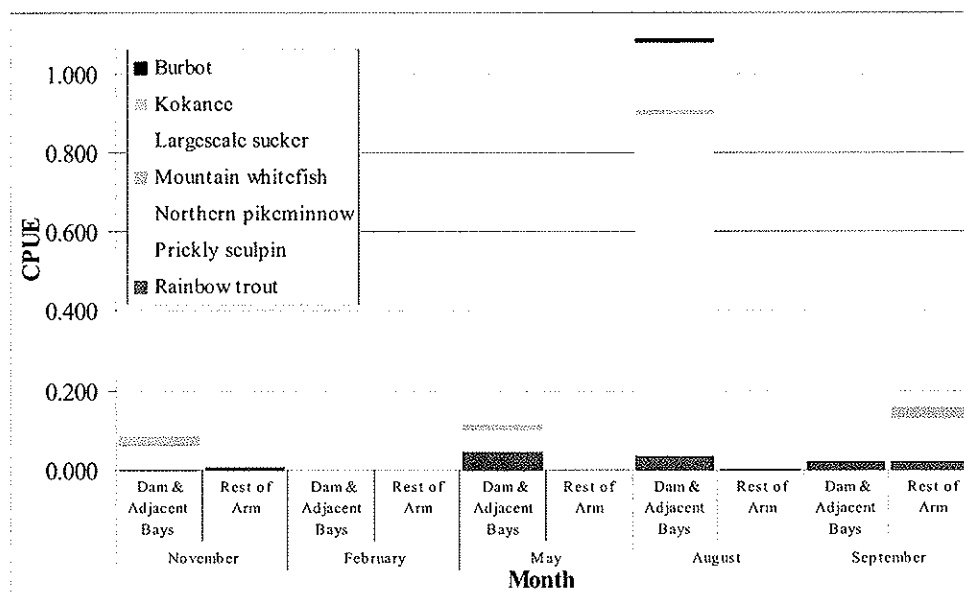 CPUE
1.000
0.800
0.600
0.400
0.200
0.000
Burbot
Kokanee
Largescale sucker
Mountain whitefish
Northern pikeminnow
Prickly sculpin
Rainbow trout
Dam & Adjacent Bays
Rest of Arm
Dam & Adjacent Bays
Rest of Arm
Dam & Adjacent Bays
Rest of Arm
Dam & Adjacent Bays
Rest of Arm
Dam & Adjacent Bays
Rest of Arm
November
February
May
August
September
Month